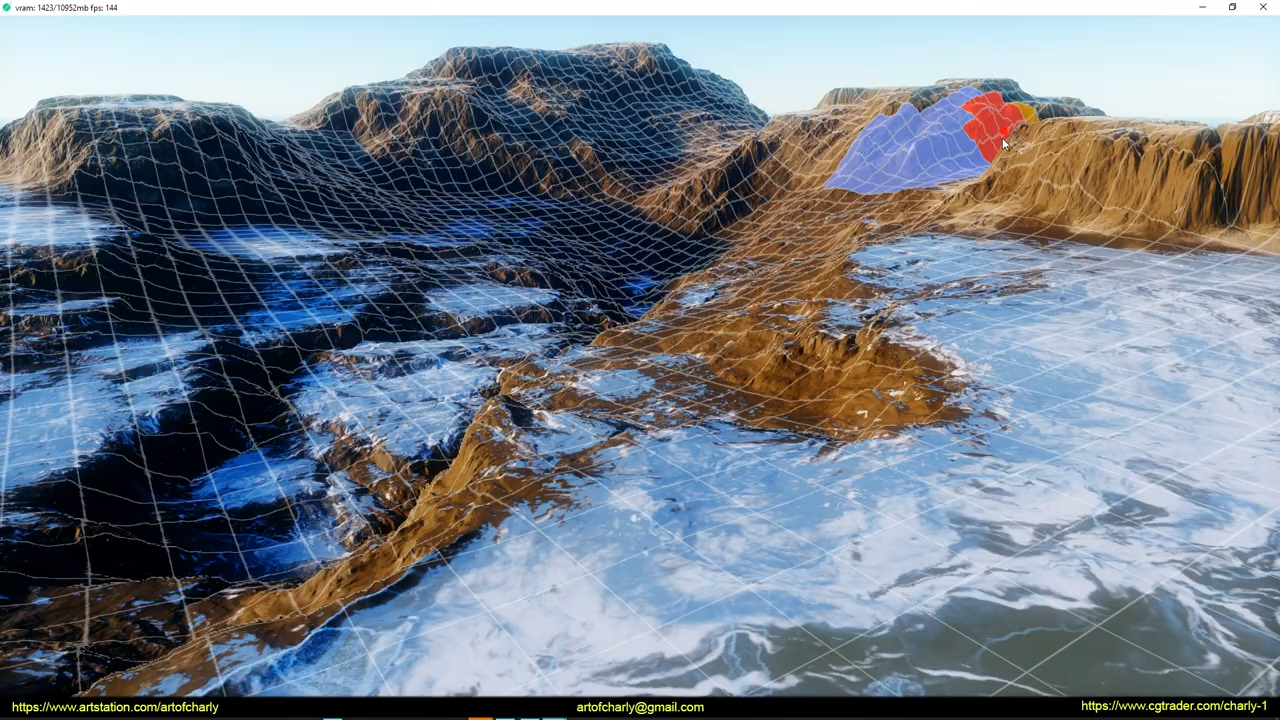 vram: 1423/10952mb fps: 144
https://www.artstation.com/artofcharly
artofcharly@gmail.com
https://www.cgtrader.com/charly-1